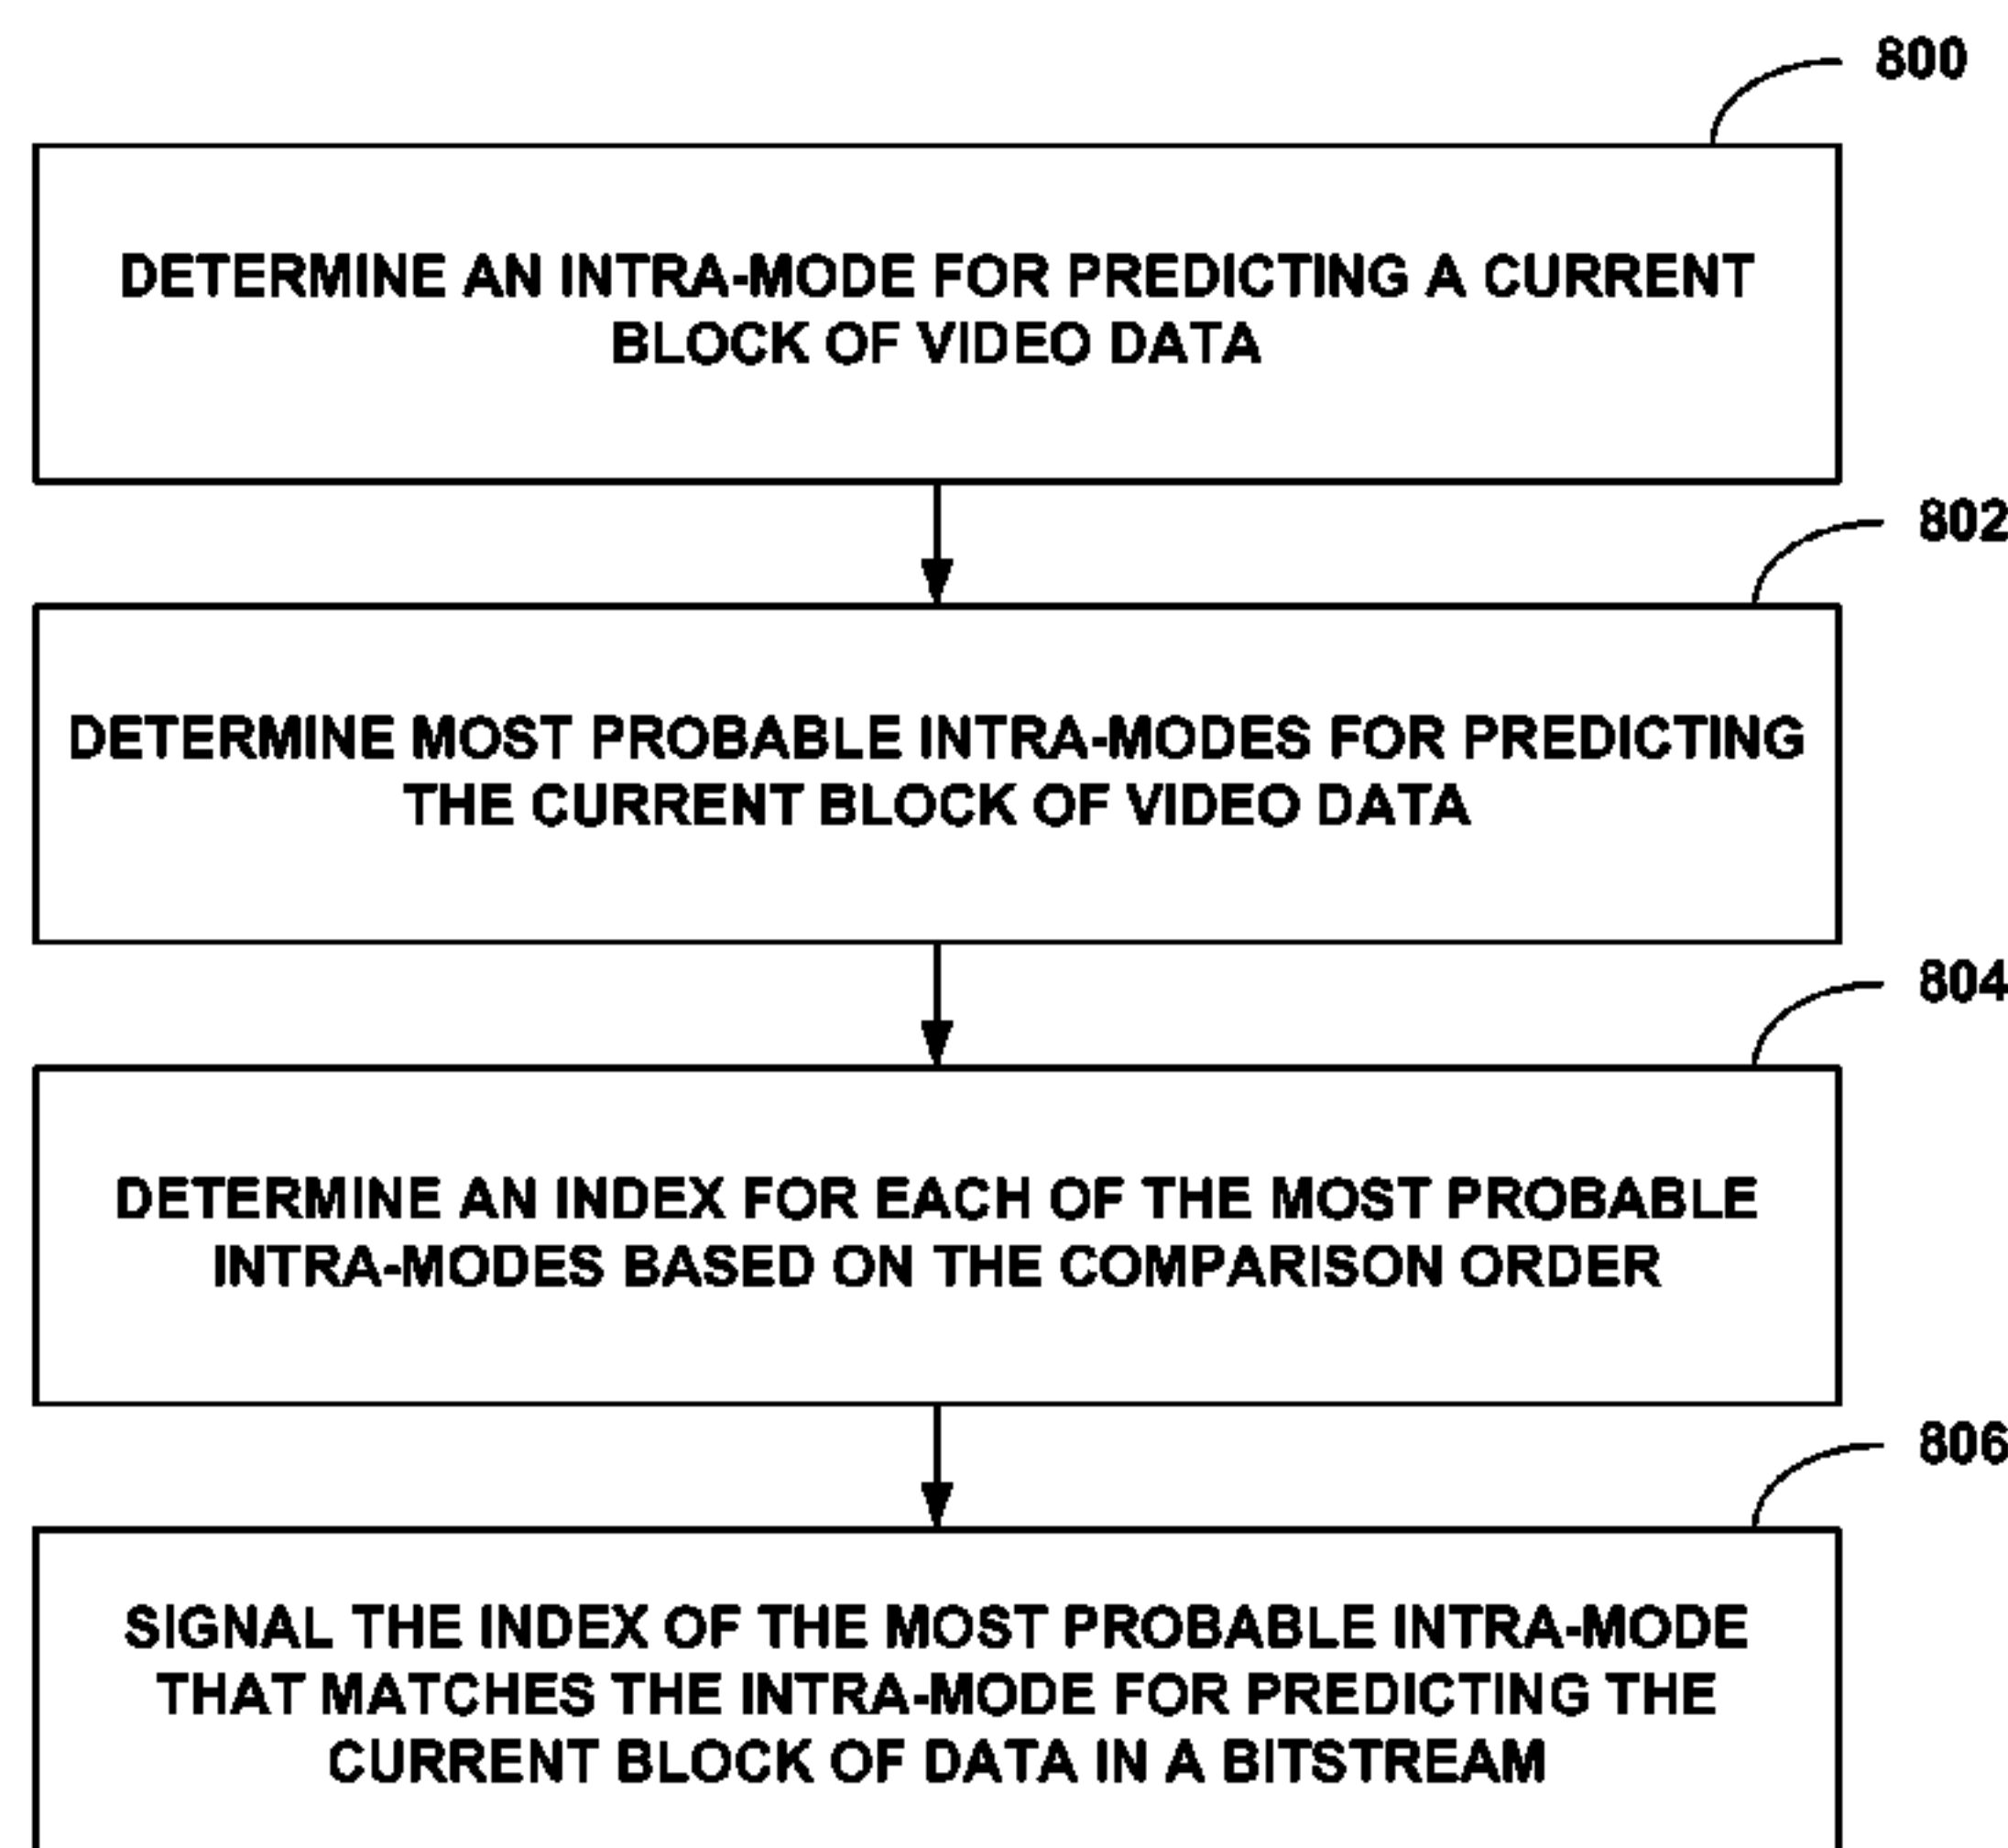 800
DETERMINE AN INTRA-MODE FOR PREDICTING A CURRENT
BLOCK OF VIDEO DATA
802
DETERMINE MOST PROBABLE INTRA-MODES FOR PREDICTING
THE CURRENT BLOCK OF VIDEO DATA
804
DETERMINE AN INDEX FOR EACH OF THE MOST PROBABLE
INTRA-MODES BASED ON THE COMPARISON ORDER
806
SIGNAL THE INDEX OF THE MOST PROBABLE INTRA-MODE
THAT MATCHES THE INTRA-MODE FOR PREDICTING THE
CURRENT BLOCK OF DATA IN A BITSTREAM